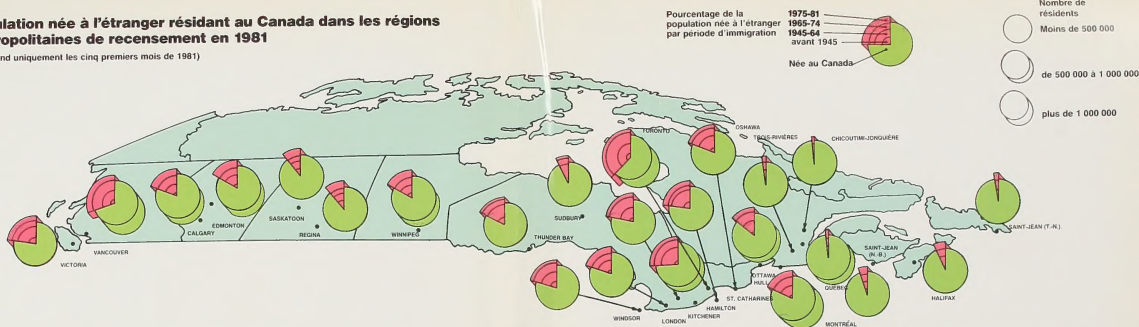 lation née à l'étranger résidant au Canada dans les régions
opolitaines de recensement en 1981
nd uniquement les cinq premiers mois de 1981)
Pourcentage de la
population née à l'étranger
par période d'immigration
1975-81
1965-74
1945-64
avant 1945
Née au Canada
Nombre de
résidents
Moins de 500 000
de 500 000 à 1 000 000
plus de 1 000 000
TORONTO
OSHAWA
TROIS-RIVIÈRES
CHICOUTIMI-JONQUIÈRE
VICTORIA
VANCOUVER
CALGARY
EDMONTON
SASKATOON
REGINA
WINNIPEG
THUNDER BAY
SUDBURY
WINDSOR
LONDON
KITCHENER
HAMILTON
ST. CATHARINES
OTTAWA
HULL
MONTRÉAL
QUÉBEC
SAINT-JEAN
(N.-B.)
HALIFAX
SAINT-JEAN (T.-N.)